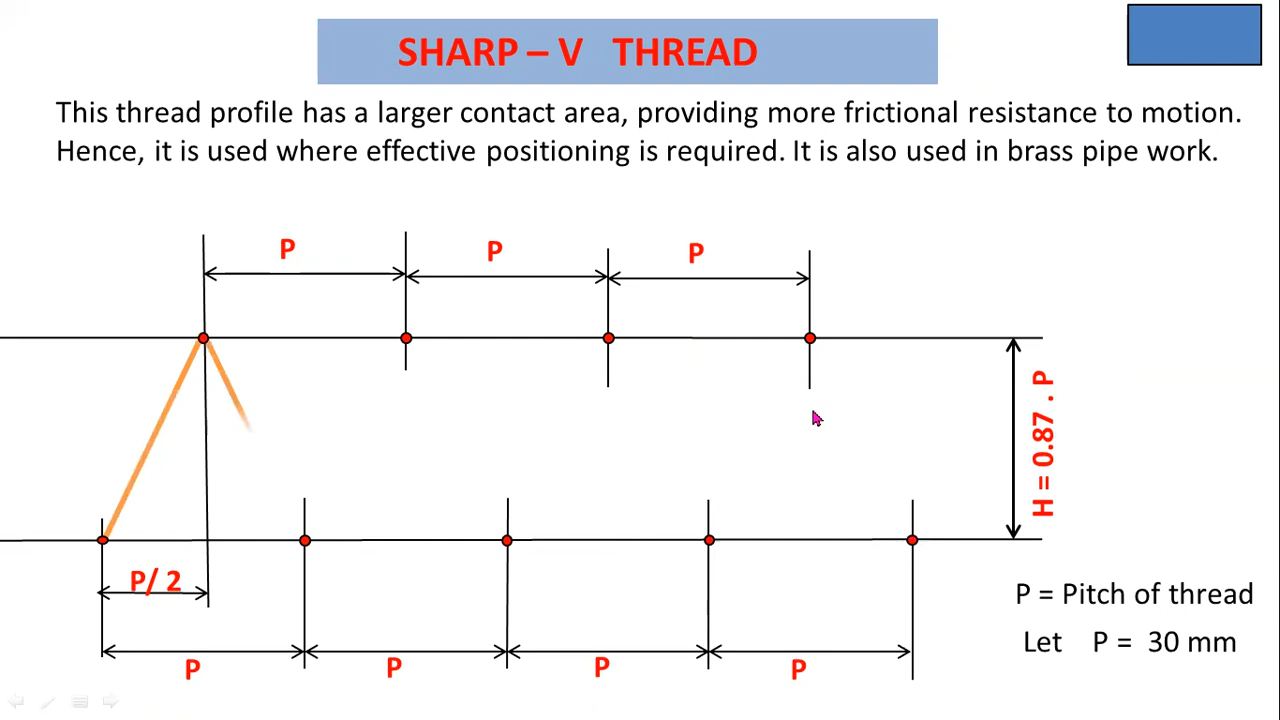 SHARP – V THREAD
This thread profile has a larger contact area, providing more frictional resistance to motion.
Hence, it is used where effective positioning is required. It is also used in brass pipe work.
P
P
P
H = 0.87 . P
P/ 2
P
P
P
P
P = Pitch of thread
Let P = 30 mm